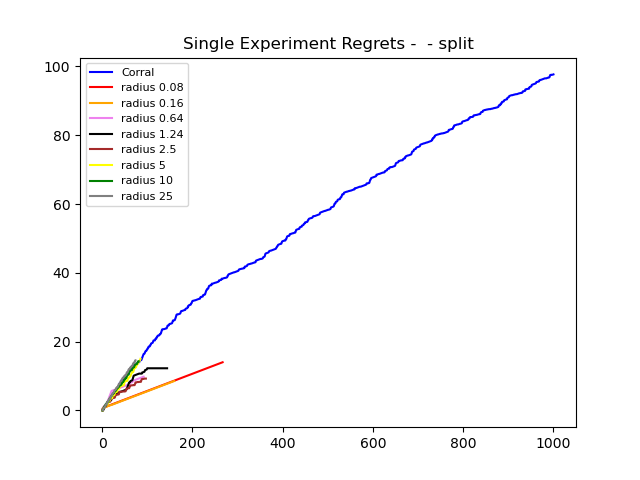 Single Experiment Regrets -  - split
100
80
60
40
20
0
Corral
radius 0.08
radius 0.16
radius 0.64
radius 1.24
radius 2.5
radius 5
radius 10
radius 25
0 200 400 600 800 1000